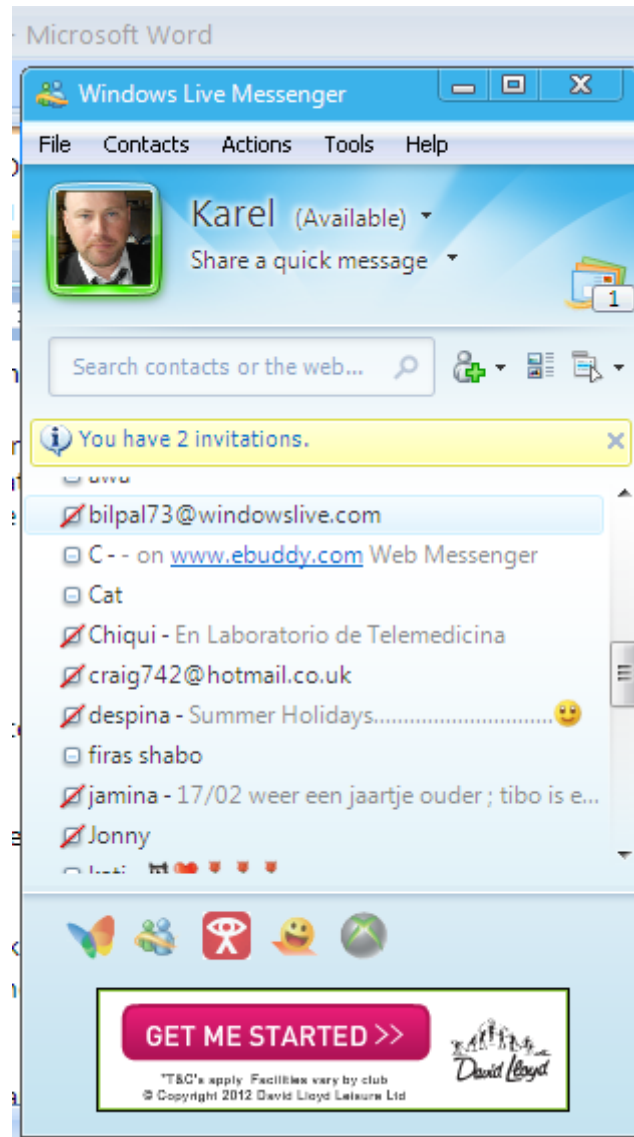 Microsoft Word
Windows Live Messenger
File Contacts Actions Tools Help
Karel (Available)
Share a quick message
1
Search contacts or the web...
You have 2 invitations.
bilpal73@windowslive.com
C - - on www.ebuddy.com Web Messenger
Cat
Chiqui - En Laboratorio de Telemedicina
craig742@hotmail.co.uk
despina - Summer Holidays..............................
firas shabo
jamina - 17/02 weer een jaartje ouder ; tibo is e...
Jonny
GET ME STARTED >>
David Lloyd
*T&C's apply Facilities vary by club
© Copyright 2012 David Lloyd Leisure Ltd